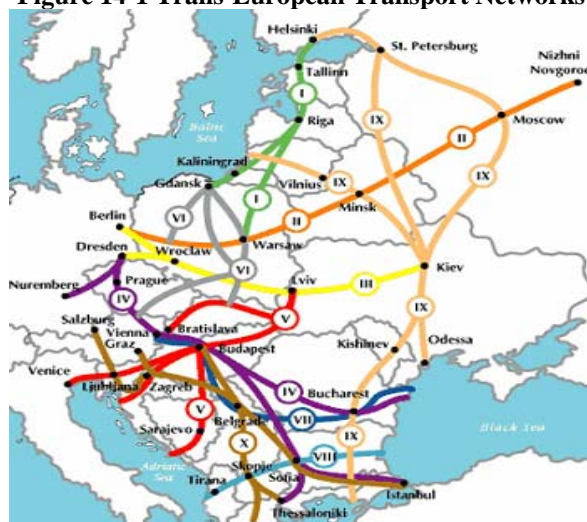 Figure 14-1 Trans-European Transport Networks
Helsinki
St. Petersburg
Nizhni
Novgorod
Tallinn
I
Riga
IX
Moscow
II
IX
Baltic
Sea
Kaliningrad
Gdansk
Vilnius
IX
Minsk
VI
I
II
Berlin
Warsaw
Dresden
Wroclaw
VI
Kiev
Nuremberg
Prague
Lviv
III
IV
Salzburg
Vienna
Bratislava
V
IX
Graz
Budapest
Kishinev
Odessa
Venice
Ljubljana
Zagreb
IV
Bucharest
V
Belgrade
VII
Sarajevo
IX
Black Sea
X
VIII
Adriatic
Sea
Tirana
Skopje
Sofia
Istanbul
Thessaloniki